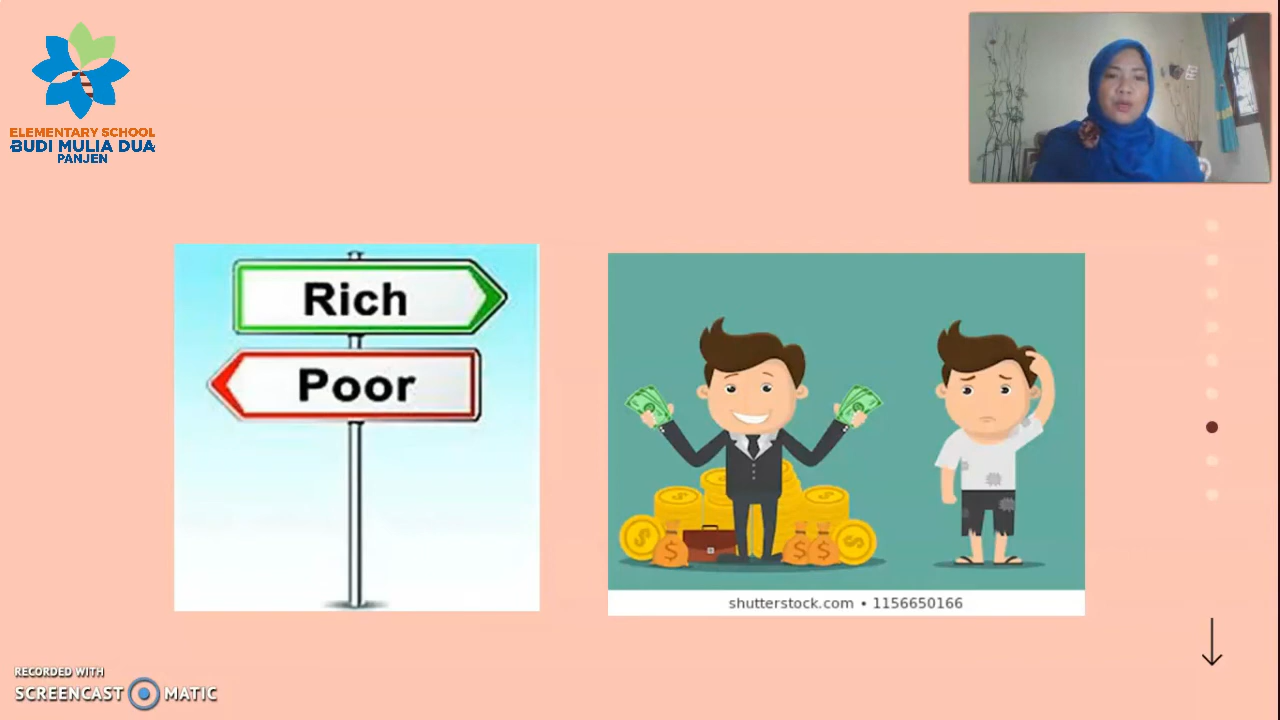 ELEMENTARY SCHOOL
BUDI MULIA DUA
PANJEN
Rich
Poor
shutterstock.com • 1156650166
RECORDED WITH
SCREENCAST MATIC